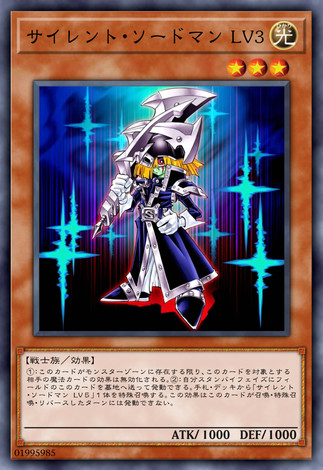 サイレント・ソードマン LV3
光
【戦士族／効果】
①：このカードがモンスターゾーンに存在する限り、このカードを対象とする
相手の魔法カードの効果は無効化される。②：自分スタンバイフェイズにフィ
ールドのこのカードを墓地へ送って発動できる。手札・デッキから「サイレント
・ソードマン LV5」１体を特殊召喚する。この効果はこのカードが召喚・特殊召
喚・リバースしたターンには発動できない。
ATK/1000 DEF/1000
01995985